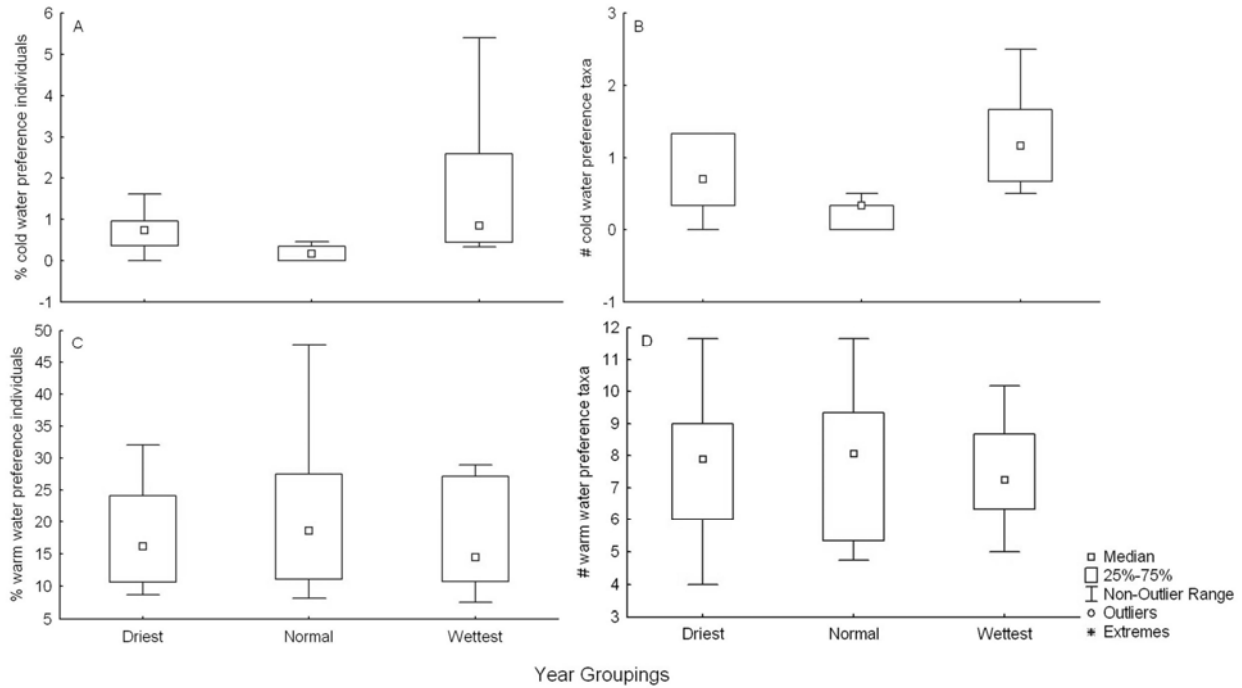 A
% cold water preference individuals
6
5
4
3
2
1
0
-1
B
# cold water preference taxa
3
2
1
0
-1
C
% warm water preference individuals
50
45
40
35
30
25
20
15
10
5
Driest Normal Wettest
D
# warm water preference taxa
12
11
10
9
8
7
6
5
4
3
Driest Normal Wettest
Median
25%-75%
Non-Outlier Range
Outliers
Extremes
Year Groupings